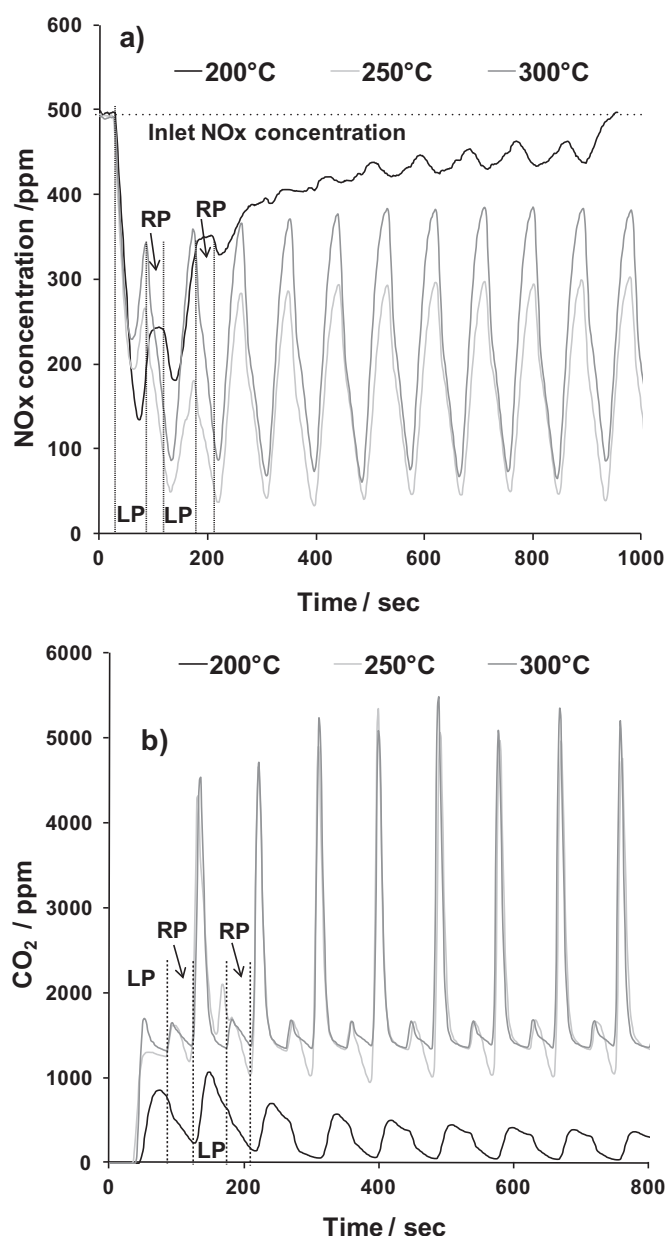 a)
200°C 250°C 300°C
Inlet NOx concentration
RP RP
LP LP
NOx concentration /ppm
600
500
400
300
200
100
0
0 200 400 600 800 1000
Time / sec
b)
200°C 250°C 300°C
CO₂ / ppm
6000
5000
4000
3000
2000
1000
0
RP RP
LP
LP
0 200 400 600 800
Time / sec